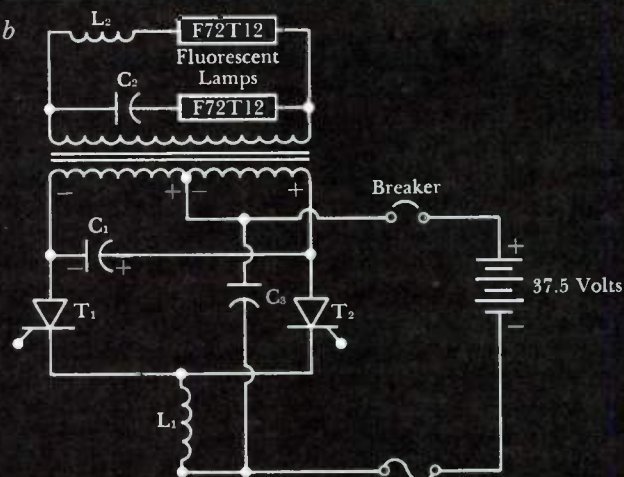 b
L2
F72T12
Fluorescent
Lamps
C2
F72T12
- + - +
Breaker
C1
- +
+
37.5 Volts
-
C3
T1
T2
L1